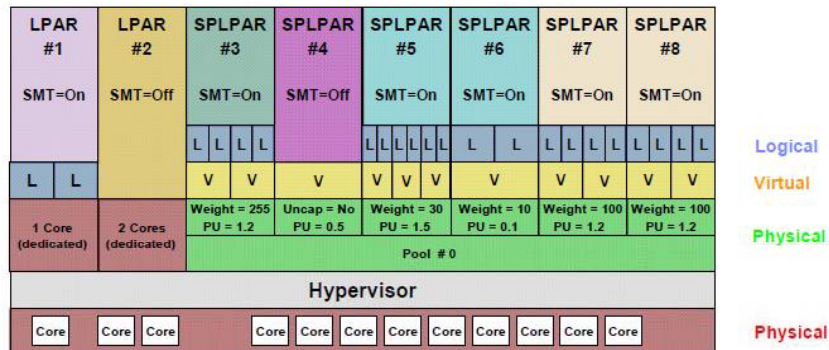 LPAR #1 SMT=On
LPAR #2 SMT=Off
SPLPAR #3 SMT=On
SPLPAR #4 SMT=Off
SPLPAR #5 SMT=On
SPLPAR #6 SMT=On
SPLPAR #7 SMT=On
SPLPAR #8 SMT=On
L L L L L L L L L L L L L L L L L L L L Logical
L L V V V V V V V V V V V Virtual
1 Core (dedicated)
2 Cores (dedicated)
Weight = 255 PU = 1.2
Uncap = No PU = 0.5
Weight = 30 PU = 1.5
Weight = 10 PU = 0.1
Weight = 100 PU = 1.2
Weight = 100 PU = 1.2
Physical
Pool # 0
Hypervisor
Core Core Core Core Core Core Core Core Core Core Core Core Physical